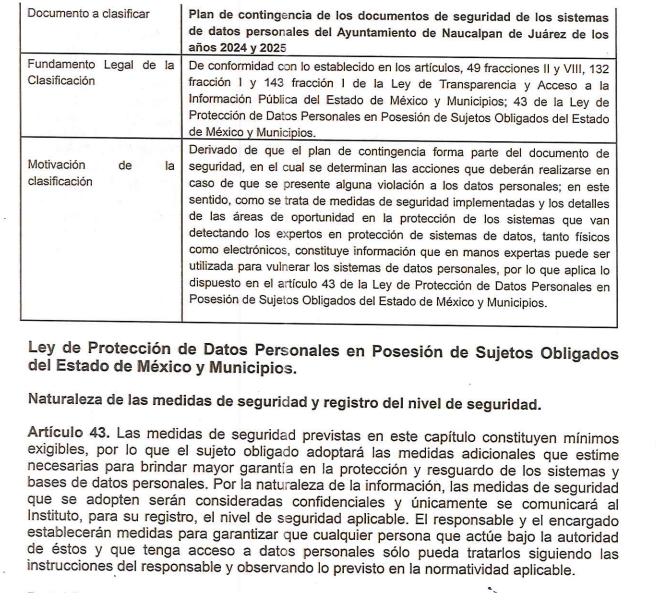 Documento a clasificar
Plan de contingencia de los documentos de seguridad de los sistemas
de datos personales del Ayuntamiento de Naucalpan de Juárez de los
años 2024 y 2025
Fundamento Legal de la
Clasificación
De conformidad con lo establecido en los artículos, 49 fracciones II y VIII, 132
fracción I y 143 fracción I de la Ley de Transparencia y Acceso a la
Información Pública del Estado de México y Municipios; 43 de la Ley de
Protección de Datos Personales en Posesión de Sujetos Obligados del Estado
de México y Municipios.
Motivación de la
clasificación
Derivado de que el plan de contingencia forma parte del documento de
seguridad, en el cual se determinan las acciones que deberán realizarse en
caso de que se presente alguna violación a los datos personales; en este
sentido, como se trata de medidas de seguridad implementadas y los detalles
de las áreas de oportunidad en la protección de los sistemas que van
detectando los expertos en protección de sistemas de datos, tanto físicos
como electrónicos, constituye información que en manos expertas puede ser
utilizada para vulnerar los sistemas de datos personales, por lo que aplica lo
dispuesto en el artículo 43 de la Ley de Protección de Datos Personales en
Posesión de Sujetos Obligados del Estado de México y Municipios.
Ley de Protección de Datos Personales en Posesión de Sujetos Obligados
del Estado de México y Municipios.
Naturaleza de las medidas de seguridad y registro del nivel de seguridad.
Artículo 43. Las medidas de seguridad previstas en este capítulo constituyen mínimos
exigibles, por lo que el sujeto obligado adoptará las medidas adicionales que estime
necesarias para brindar mayor garantía en la protección y resguardo de los sistemas y
bases de datos personales. Por la naturaleza de la información, las medidas de seguridad
que se adopten serán consideradas confidenciales y únicamente se comunicará al
Instituto, para su registro, el nivel de seguridad aplicable. El responsable y el encargado
establecerán medidas para garantizar que cualquier persona que actúe bajo la autoridad
de éstos y que tenga acceso a datos personales sólo pueda tratarlos siguiendo las
instrucciones del responsable y observando lo previsto en la normatividad aplicable.